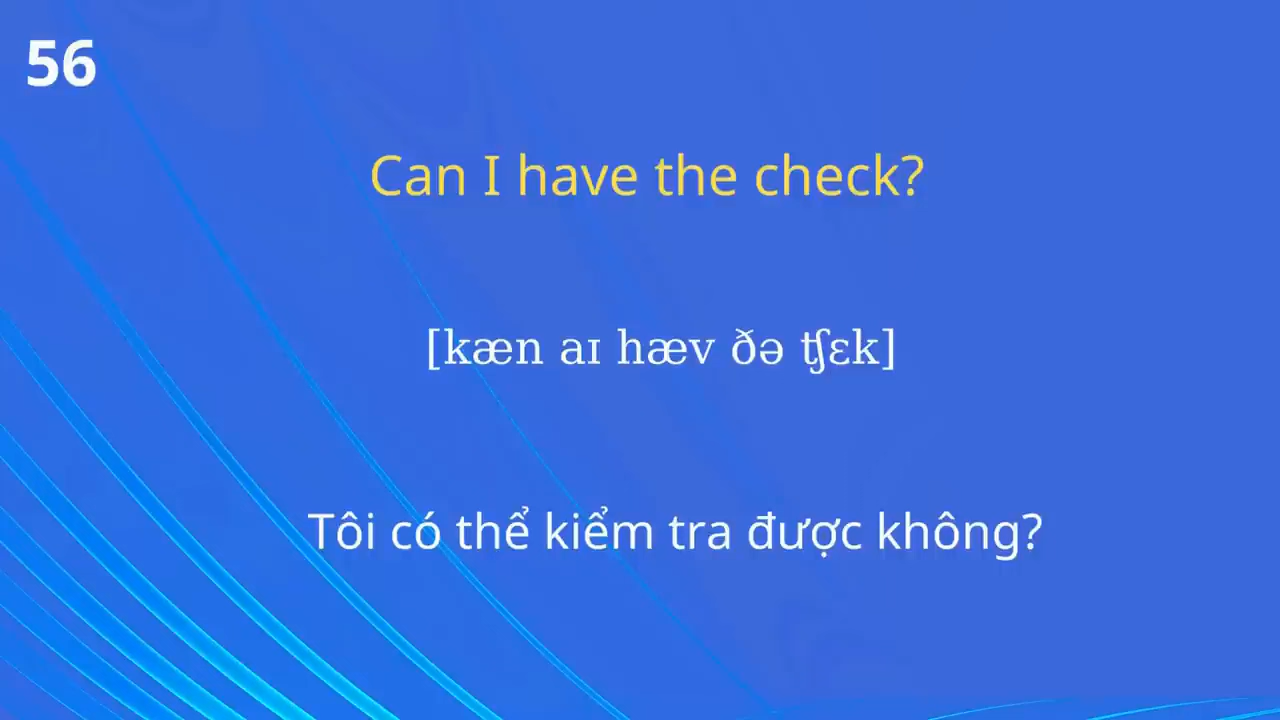 56
Can I have the check?
[kæn aɪ hæv ðə ʧɛk]
Tôi có thể kiểm tra được không?